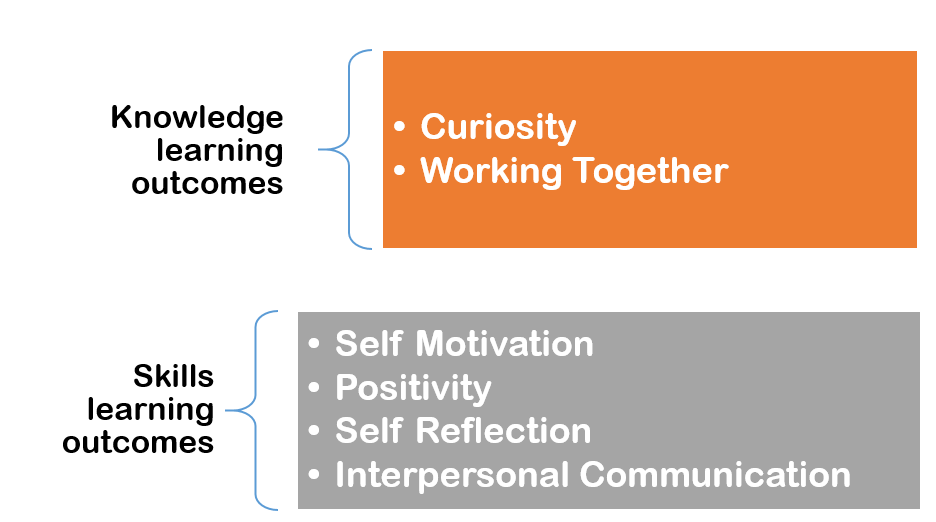 Knowledge
learning
outcomes
• Curiosity
• Working Together
Skills
learning
outcomes
• Self Motivation
• Positivity
• Self Reflection
• Interpersonal Communication